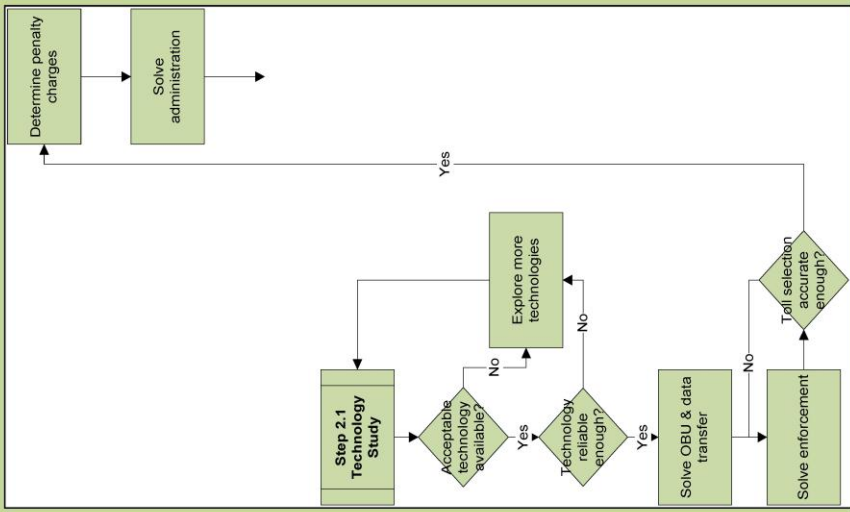 Step 2.1
Technology
Study
Acceptable
technology
available?
No
Explore more
technologies
Yes
Technology
reliable
enough?
No
Yes
Solve OBU & data
transfer
Solve enforcement
Toll selection
accurate
enough?
No
Yes
Determine penalty
charges
Solve
administration